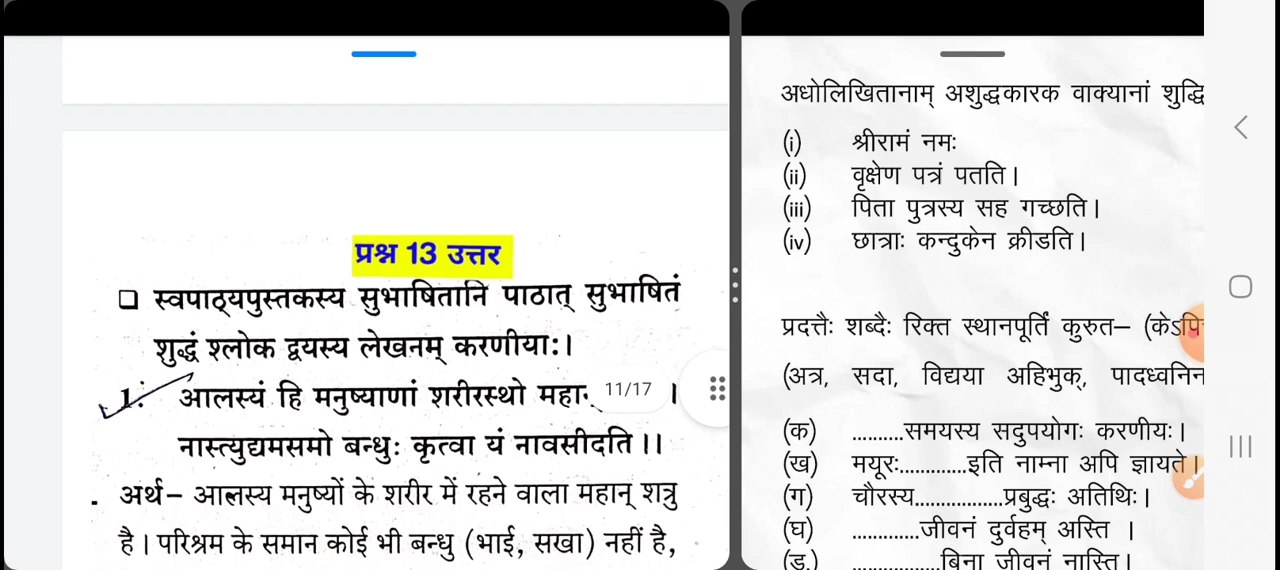 प्रश्न 13 उत्तर
❑ स्वपाठ्यपुस्तकस्य सुभाषितानि पाठात् सुभाषितं
शुद्धं श्लोक द्वयस्य लेखनम् करणीया:।
1. आलस्यं हि मनुष्याणां शरीरस्थो
11/17
।
नास्त्युद्यमसमो बन्धुः कृत्वा यं नावसीदति।।
अर्थ– आलस्य मनुष्यों के शरीर में रहने वाला महान् शत्रु
है। परिश्रम के समान कोई भी बन्धु (भाई, सखा) नहीं है,
अधोलिखितानाम् अशुद्धकारक वाक्यानां
(i) श्रीरामं नमः
(ii) वृक्षेण पत्रं पतति।
(iii) पिता पुत्रस्य सह गच्छति।
(iv) छात्राः कन्दुकेन क्रीडति।
प्रदत्तैः शब्दैः रिक्त स्थानपूर्तिं कुरुत–
(अत्र, सदा, विद्यया अहिभुक्,
(क) ..........समयस्य सदुपयोगः करणीयः।
(ख) मयूरः.............इति नाम्ना अपि ज्ञायते।
(ग) चौरस्य.................प्रबुद्धः अतिथिः।
(घ) .............जीवनं दुर्वहम् अस्ति ।
(ड.) .................बिना जीवनं नास्ति।